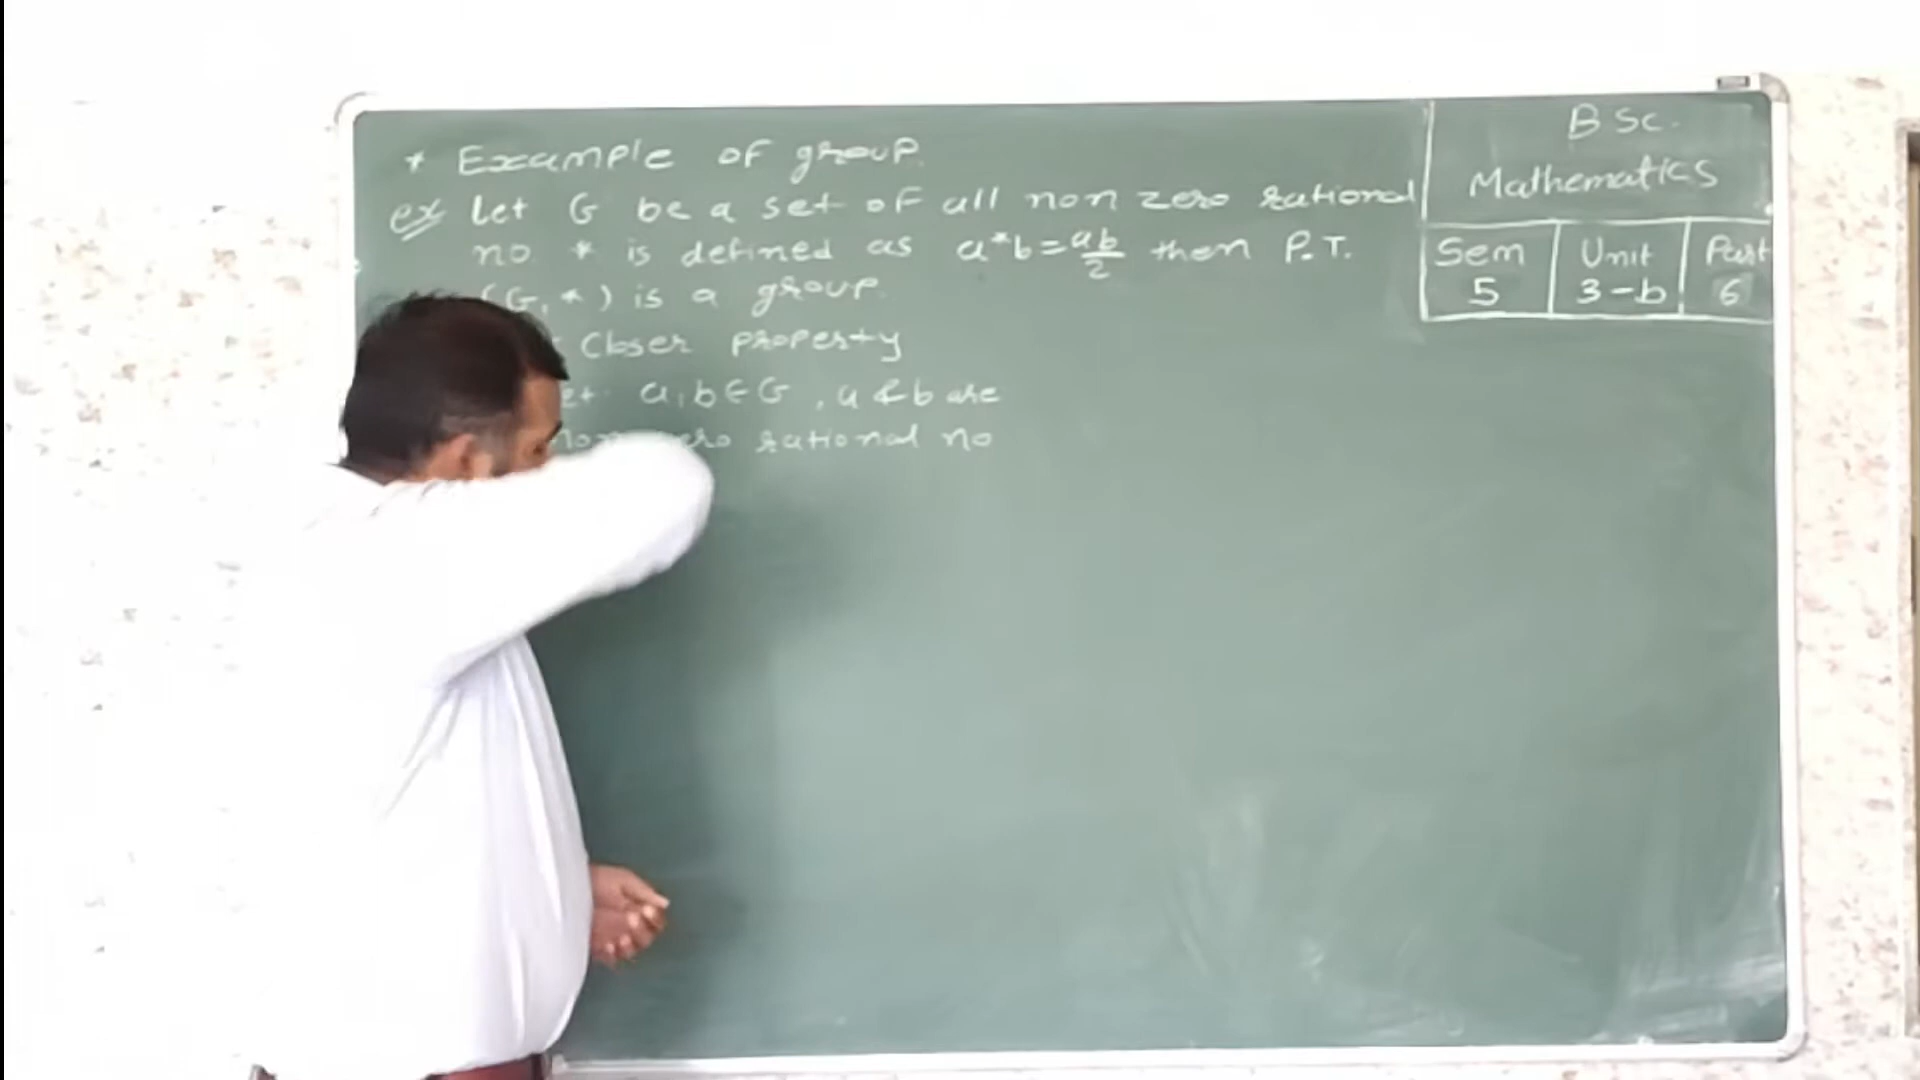 * Example of group.
ex Let G be a set of all non zero rational
no * is defined as a*b = ab/2 then P.T.
(G, *) is a group.
Closer property
a, b ∈ G, a & b are
rational no
BSc.
Mathematics
Sem Unit Part
5 3-b 6